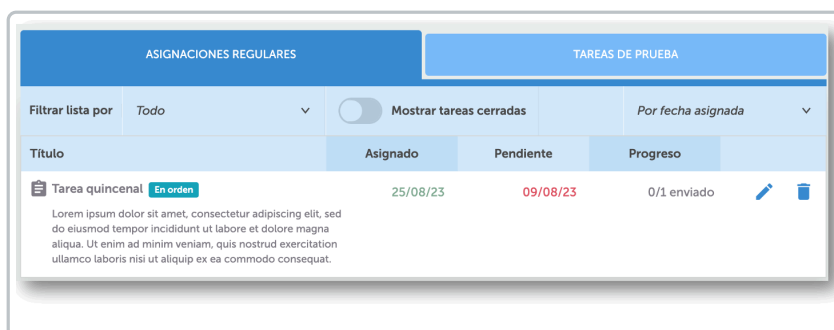 ASIGNACIONES REGULARES
TAREAS DE PRUEBA
Filtrar lista por Todo Mostrar tareas cerradas Por fecha asignada
Título Asignado Pendiente Progreso
Tarea quincenal En orden 25/08/23 09/08/23 0/1 enviado
Lorem ipsum dolor sit amet, consectetur adipiscing elit, sed
do eiusmod tempor incididunt ut labore et dolore magna
aliqua. Ut enim ad minim veniam, quis nostrud exercitation
ullamco laboris nisi ut aliquip ex ea commodo consequat.